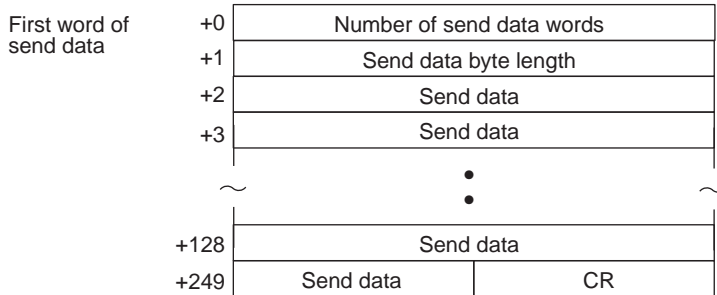 First word of
send data
+0 Number of send data words
+1 Send data byte length
+2 Send data
+3 Send data
+128 Send data
+249 Send data CR